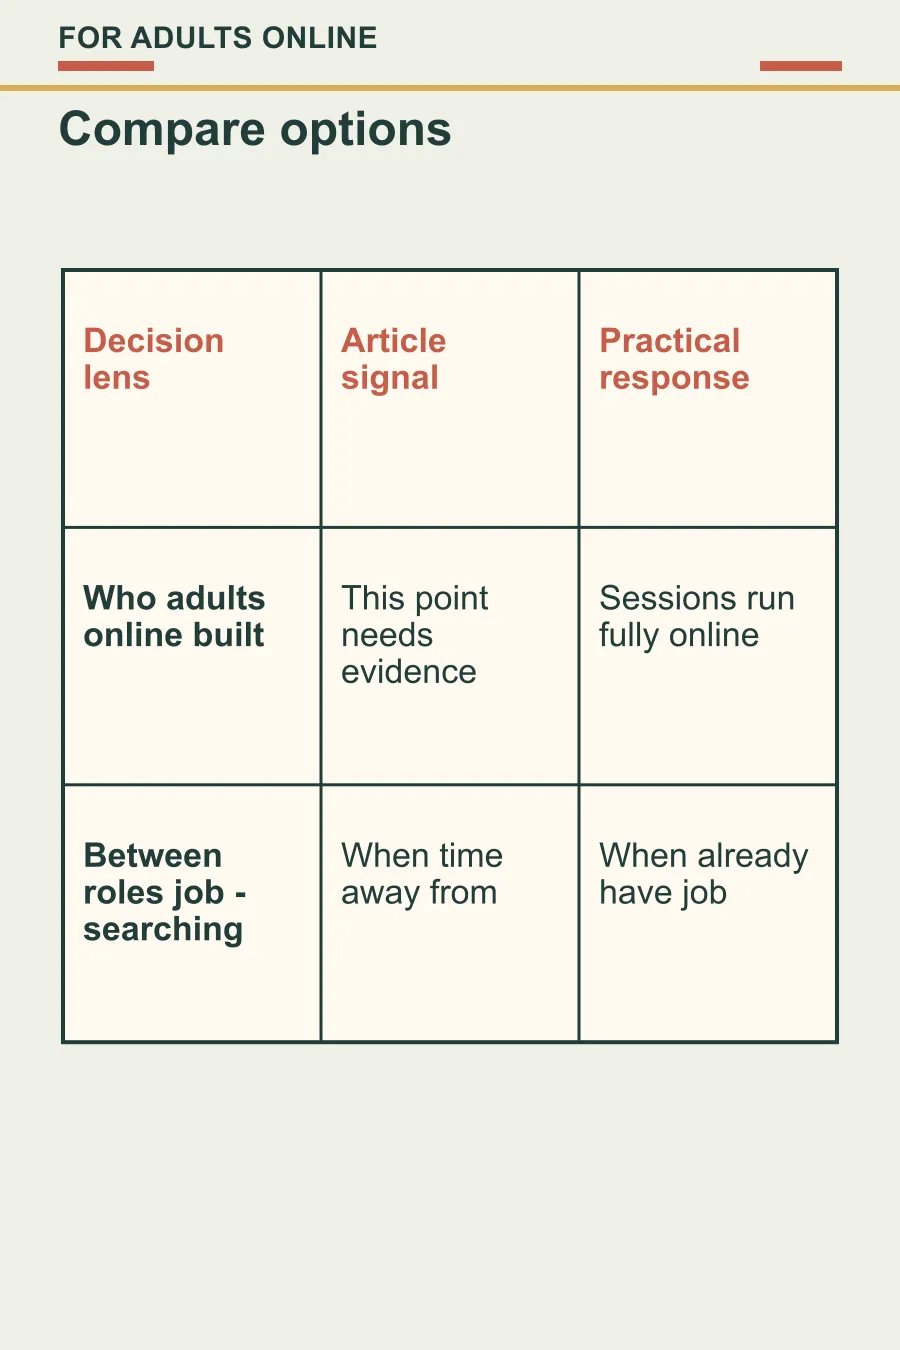 FOR ADULTS ONLINE
Compare options
Decision
lens
Article
signal
Practical
response
Who adults
online built
This point
needs
evidence
Sessions run
fully online
Between
roles job -
searching
When time
away from
When already
have job